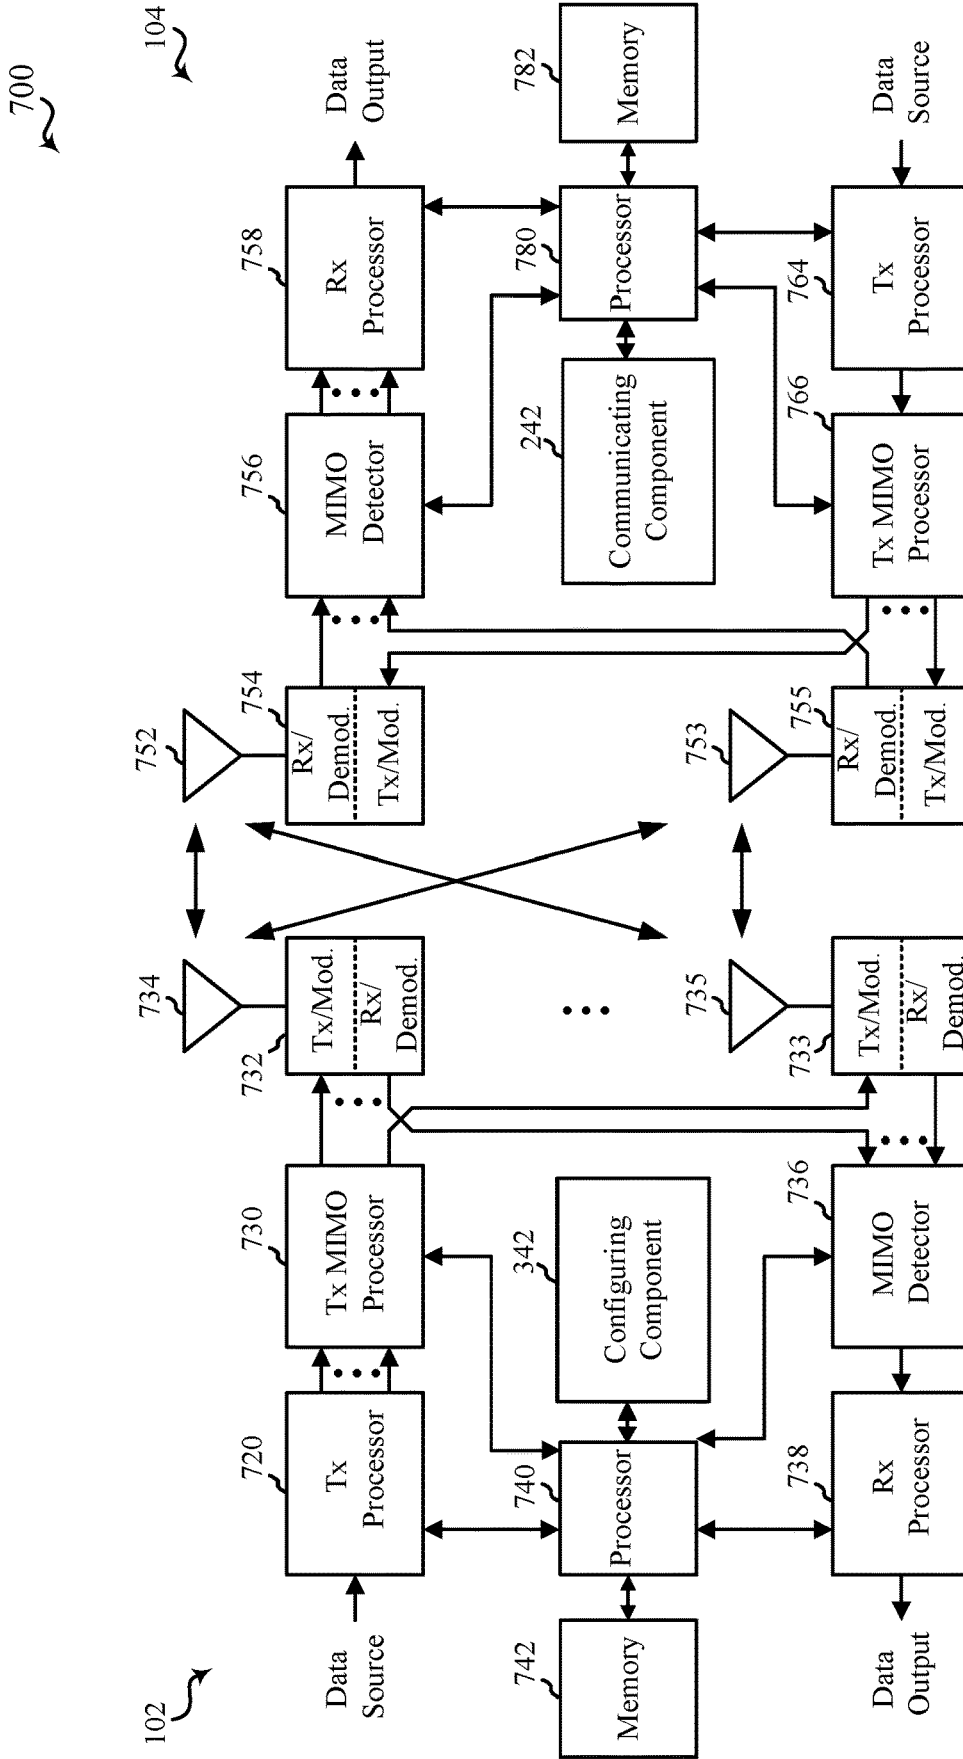 700
102
104
734
752
Data
Source
720
Tx
Processor
730
Tx MIMO
Processor
732
Tx/Mod.
Rx/
Demod.
754
Rx/
Demod.
Tx/Mod.
756
MIMO
Detector
758
Rx
Processor
Data
Output
742
Memory
740
Processor
342
Configuring
Component
242
Communicating
Component
780
Processor
782
Memory
735
753
Data
Output
738
Rx
Processor
736
MIMO
Detector
733
Tx/Mod.
Rx/
Demod.
755
Rx/
Demod.
Tx/Mod.
766
Tx MIMO
Processor
764
Tx
Processor
Data
Source